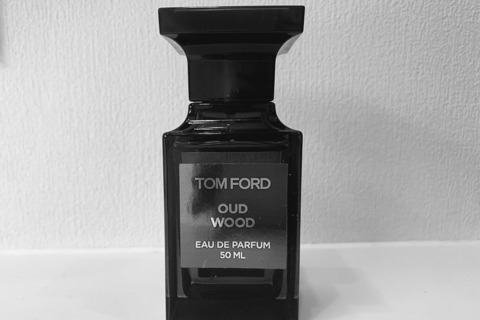 TOM FORD
OUD
WOOD
EAU DE PARFUM
50 ML